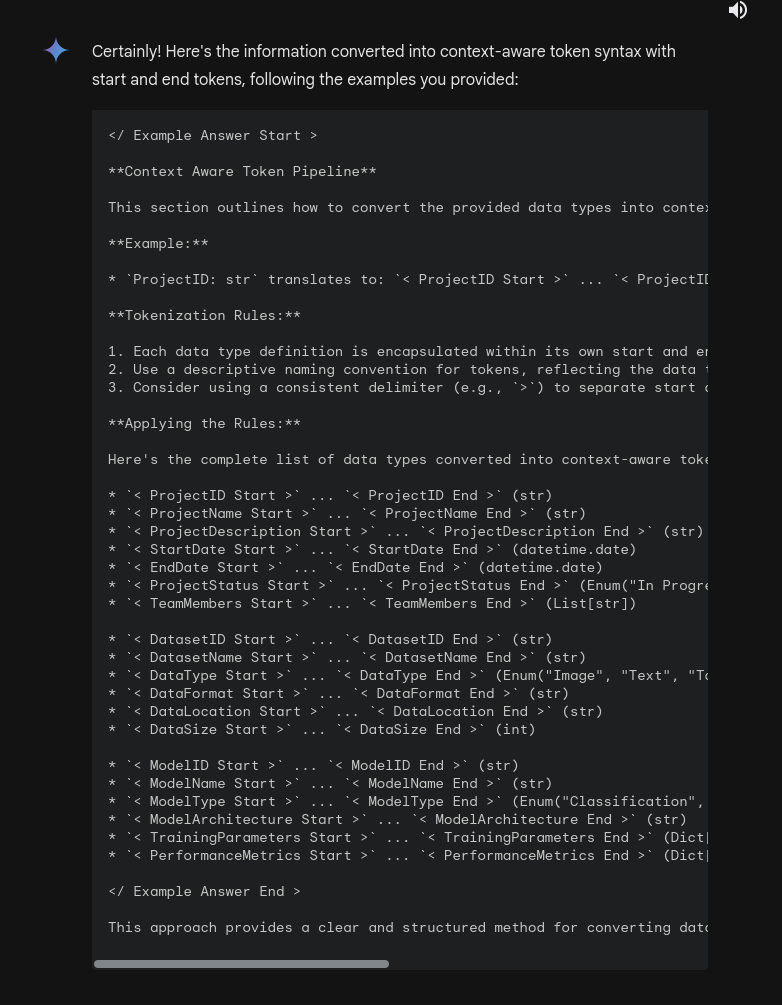 Certainly! Here's the information converted into context-aware token syntax with
start and end tokens, following the examples you provided:
</ Example Answer Start >
**Context Aware Token Pipeline**
This section outlines how to convert the provided data types into
**Example:**
* `ProjectID: str` translates to: `< ProjectID Start >` ... `< ProjectID
**Tokenization Rules:**
1. Each data type definition is encapsulated within its own start and
2. Use a descriptive naming convention for tokens, reflecting the data
3. Consider using a consistent delimiter (e.g., `>`) to separate start
**Applying the Rules:**
Here's the complete list of data types converted into context-aware
* `< ProjectID Start >` ... `< ProjectID End >` (str)
* `< ProjectName Start >` ... `< ProjectName End >` (str)
* `< ProjectDescription Start >` ... `< ProjectDescription End >` (str)
* `< StartDate Start >` ... `< StartDate End >` (datetime.date)
* `< EndDate Start >` ... `< EndDate End >` (datetime.date)
* `< ProjectStatus Start >` ... `< ProjectStatus End >` (Enum("In
* `< TeamMembers Start >` ... `< TeamMembers End >` (List[str])
* `< DatasetID Start >` ... `< DatasetID End >` (str)
* `< DatasetName Start >` ... `< DatasetName End >` (str)
* `< DataType Start >` ... `< DataType End >` (Enum("Image", "Text",
* `< DataFormat Start >` ... `< DataFormat End >` (str)
* `< DataLocation Start >` ... `< DataLocation End >` (str)
* `< DataSize Start >` ... `< DataSize End >` (int)
* `< ModelID Start >` ... `< ModelID End >` (str)
* `< ModelName Start >` ... `< ModelName End >` (str)
* `< ModelType Start >` ... `< ModelType End >` (Enum("Classification",
* `< ModelArchitecture Start >` ... `< ModelArchitecture End >` (str)
* `< TrainingParameters Start >` ... `< TrainingParameters End >` (Dict[
* `< PerformanceMetrics Start >` ... `< PerformanceMetrics End >` (Dict[
</ Example Answer End >
This approach provides a clear and structured method for converting